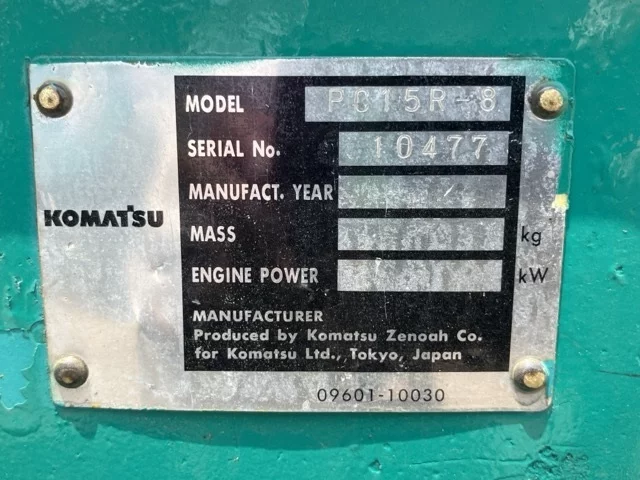 KOMATSU
MODEL PC15R-8
SERIAL No. 10477
MANUFACT. YEAR
MASS kg
ENGINE POWER kW
MANUFACTURER
Produced by Komatsu Zenoah Co.
for Komatsu Ltd., Tokyo, Japan
09601-10030